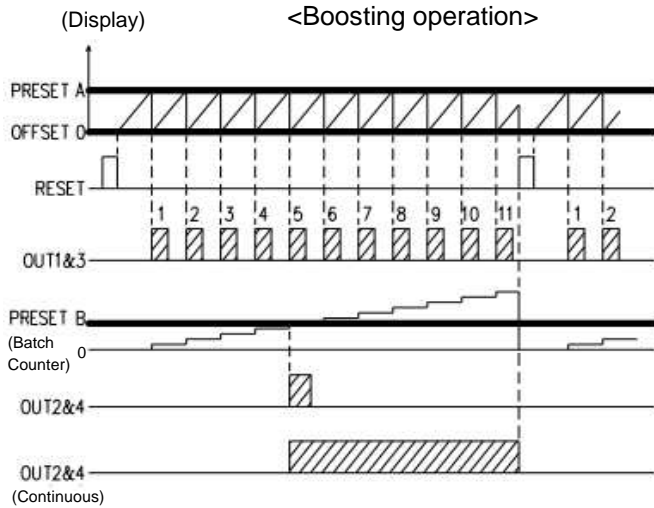 (Display) <Boosting operation>
PRESET A
OFFSET 0
RESET
1 2 3 4 5 6 7 8 9 10 11 1 2
OUT1&3
PRESET B
(Batch
Counter) 0
OUT2&4
OUT2&4
(Continuous)